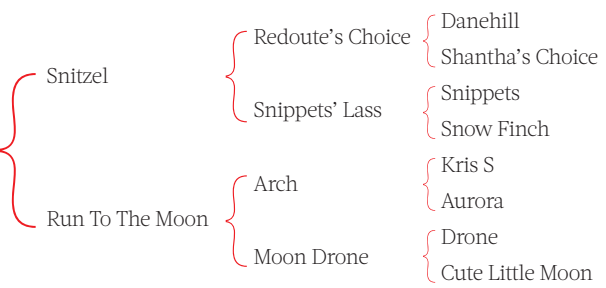 Snitzel
Run To The Moon
Redoute’s Choice
Snippets’ Lass
Arch
Moon Drone
Danehill
Shantha’s Choice
Snippets
Snow Finch
Kris S
Aurora
Drone
Cute Little Moon